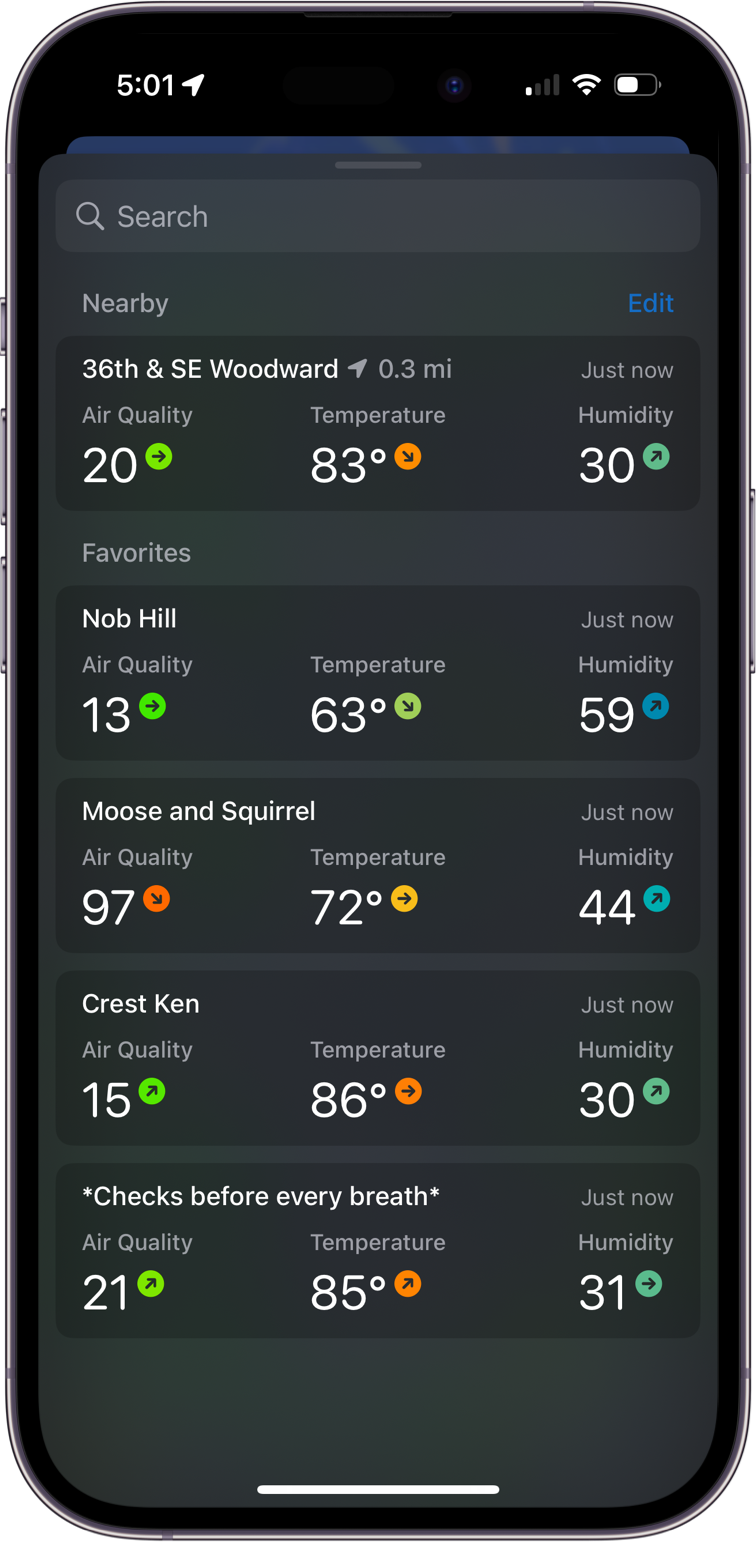 5:01
Search
Nearby Edit
36th & SE Woodward 0.3 mi Just now
Air Quality Temperature Humidity
20 83° 30
Favorites
Nob Hill Just now
Air Quality Temperature Humidity
13 63° 59
Moose and Squirrel Just now
Air Quality Temperature Humidity
97 72° 44
Crest Ken Just now
Air Quality Temperature Humidity
15 86° 30
*Checks before every breath* Just now
Air Quality Temperature Humidity
21 85° 31